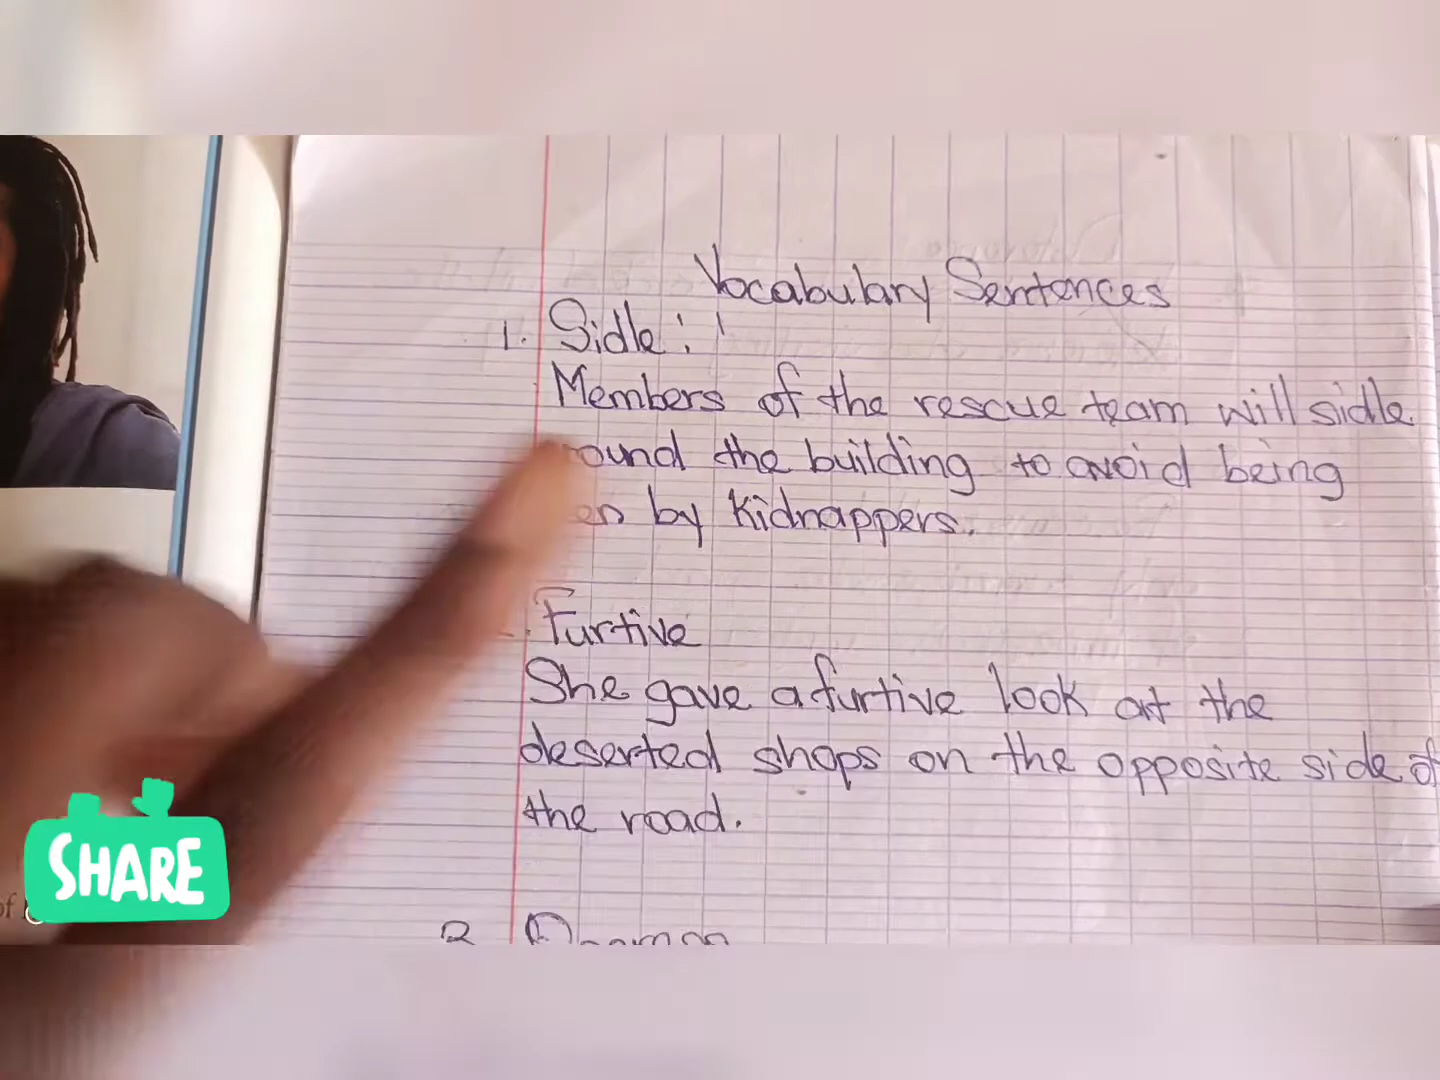 Vocabulary Sentences
1. Sidle:
Members of the rescue team will sidle
the building to avoid being
by Kidnappers.
Furtive
She gave a furtive look at the
deserted shops on the opposite side of
the road.
SHARE
of